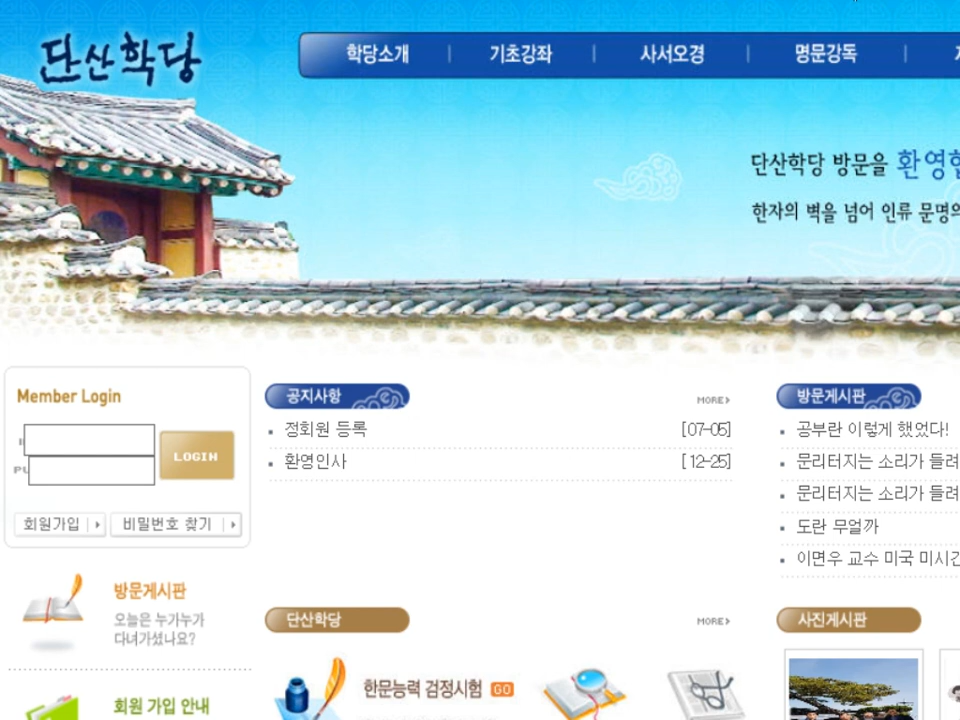 단산학당
학당소개 | 기초강좌 | 사서오경 | 명문강독 |
단산학당 방문을 환영합
한자의 벽을 넘어 인류 문명의
Member Login
LOGIN
회원가입 | 비밀번호 찾기
방문게시판
오늘은 누가누가
다녀가셨나요?
회원 가입 안내
공지사항
MORE
정회원 등록 [07-05]
환영인사 [12-25]
단산학당
MORE
한문능력 검정시험 GO
방문게시판
공부란 이렇게 했었다!
문리터지는 소리가 들려
문리터지는 소리가 들려
도란 무얼까
이면우 교수 미국 미시간
사진게시판